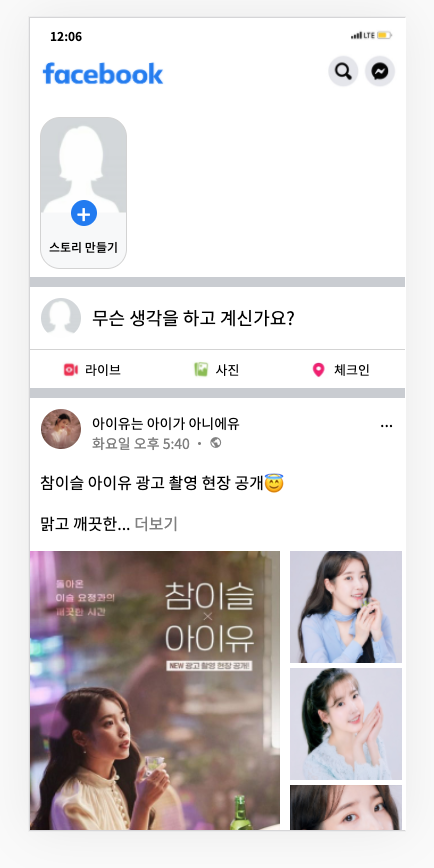 12:06
LTE
facebook
스토리 만들기
무슨 생각을 하고 계신가요?
라이브
사진
체크인
아이유는 아이가 아니에유
...
화요일 오후 5:40 ·
참이슬 아이유 광고 촬영 현장 공개😇
맑고 깨끗한... 더보기
돌아온
이슬 요정과의
깨끗한 시간
참이슬
×
아이유
NEW 광고 촬영 현장 공개!